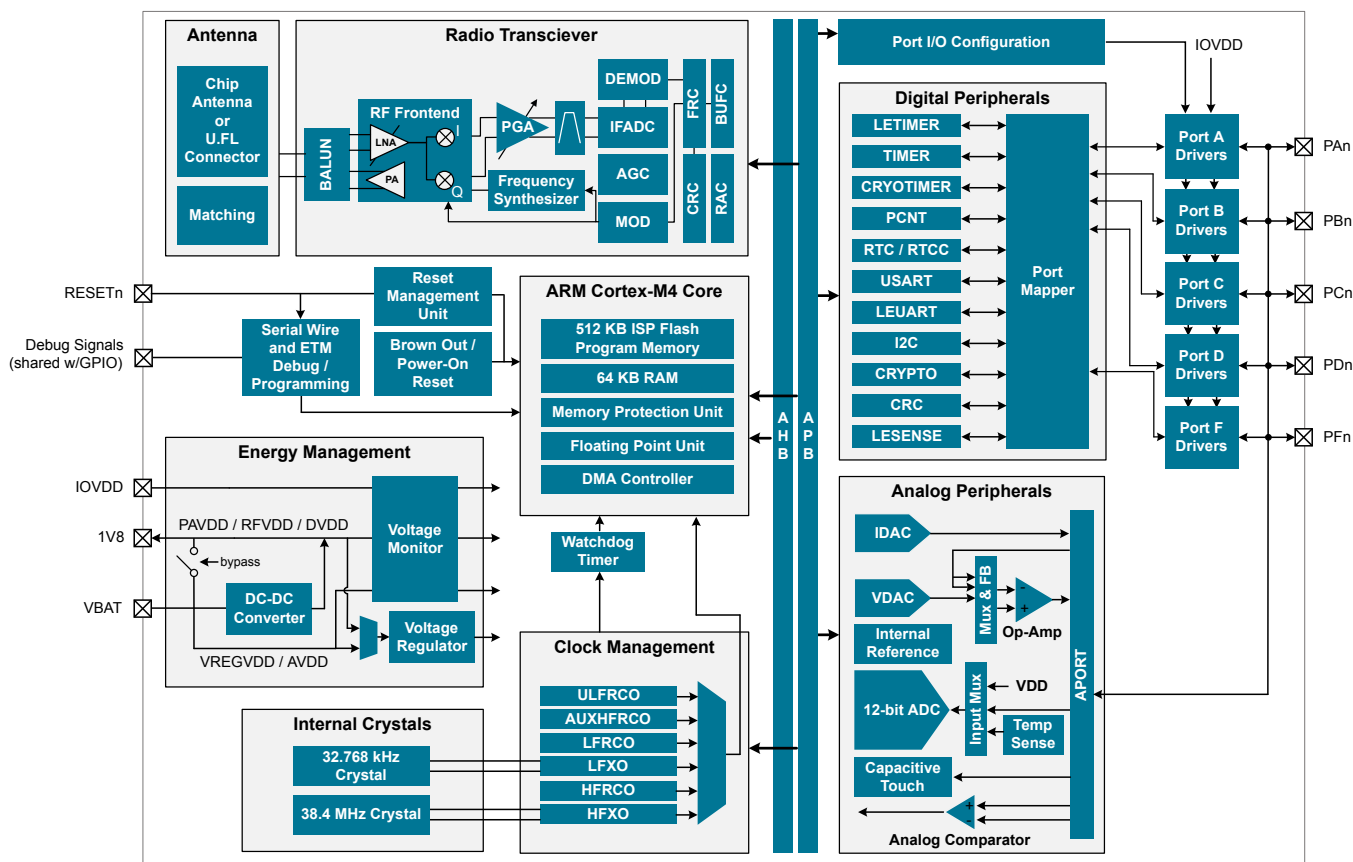 Antenna
Chip
Antenna
or
U.FL
Connector
Matching
Radio Transciever
BALUN
RF Frontend
LNA
PA
I
Q
PGA
Frequency
Synthesizer
DEMOD
IFADC
AGC
MOD
FRC
BUFC
CRC
RAC
RESETn
Debug Signals
(shared w/GPIO)
Reset
Management
Unit
Serial Wire
and ETM
Debug /
Programming
Brown Out /
Power-On
Reset
ARM Cortex-M4 Core
512 KB ISP Flash
Program Memory
64 KB RAM
Memory Protection Unit
Floating Point Unit
DMA Controller
Watchdog
Timer
Energy Management
IOVDD
1V8
VBAT
PAVDD / RFVDD / DVDD
bypass
DC-DC
Converter
VREGVDD / AVDD
Voltage
Monitor
Voltage
Regulator
Clock Management
ULFRCO
AUXHFRCO
LFRCO
LFXO
HFRCO
HFXO
Internal Crystals
32.768 kHz
Crystal
38.4 MHz Crystal
AHB
APB
Port I/O Configuration
IOVDD
Digital Peripherals
LETIMER
TIMER
CRYOTIMER
PCNT
RTC / RTCC
USART
LEUART
I2C
CRYPTO
CRC
LESENSE
Port
Mapper
Port A
Drivers
Port B
Drivers
Port C
Drivers
Port D
Drivers
Port F
Drivers
PAn
PBn
PCn
PDn
PFn
Analog Peripherals
IDAC
VDAC
Mux & FB
-
+
Op-Amp
Internal
Reference
12-bit ADC
Input Mux
VDD
Temp
Sense
Capacitive
Touch
+
-
Analog Comparator
APORT